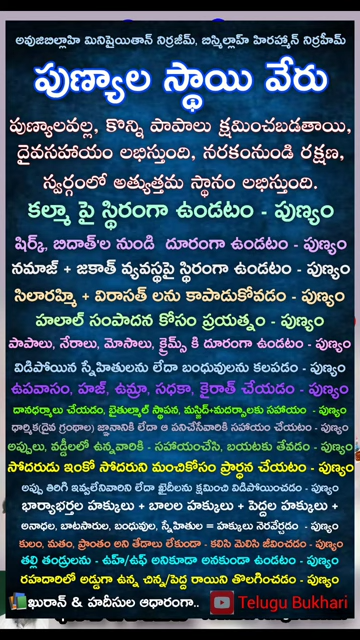 అవుజిబిల్లాహి మినిషైయితాన్ నిర్రజీమ్, బిస్మిల్లాహ్ హిర్రహ్మాన్ నిర్రహీమ్
పుణ్యాల స్థాయి వేరు
పుణ్యాలవల్ల, కొన్ని పాపాలు క్షమించబడతాయి,
దైవసహాయం లభిస్తుంది, నరకంనుండి రక్షణ,
స్వర్గంలో అత్యుత్తమ స్థానం లభిస్తుంది.
కల్మా పై స్థిరంగా ఉండటం - పుణ్యం
షిర్క్, బిదాత్'ల నుండి దూరంగా ఉండటం - పుణ్యం
నమాజ్ + జకాత్ వ్యవస్థపై స్థిరంగా ఉండటం - పుణ్యం
సిలారహ్మి + విరాసత్ లను కాపాడుకోవడం - పుణ్యం
హలాల్ సంపాదన కోసం ప్రయత్నం - పుణ్యం
పాపాలు, నేరాలు, మోసాలు, క్రైమ్స్ కి దూరంగా ఉండటం - పుణ్యం
విడిపోయిన స్నేహితులను లేదా బంధువులను కలపడం - పుణ్యం
ఉపవాసం, హజ్, ఉమ్రా, సధకా, ఖైరాత్ చేయడం - పుణ్యం
దానధర్మాలు చేయడం, బైతుల్మాల్ స్థాపన, మస్జిద్+మదర్సాలకు సహాయం - పుణ్యం
ధార్మిక(దైవ గ్రంథాల) జ్ఞానానికి లేదా ఆ పనిచేసేవారికి సహాయం చేయటం - పుణ్యం
అప్పులు, వడ్డీలలో ఉన్నవారికి - సహాయంచేసి, బయటకు తేవడం - పుణ్యం
సోదరుడు ఇంకో సోదరుని మంచికోసం ప్రార్ధన చేయటం - పుణ్యం
అప్పు తిరిగి ఇవ్వలేనివారిని లేదా ఖైదీలను క్షమించి విడిపోయించడం - పుణ్యం
భార్యాభర్తల హక్కులు + బాలల హక్కులు + పెద్దల హక్కులు +
అనాధల, బాటసారుల, బంధువుల, స్నేహితుల = హక్కులు నెరవేర్చడం - పుణ్యం
కులం, మతం, ప్రాంతం అని తేడాలు లేకుండా - కలిసి మెలిసి జీవించడం - పుణ్యం
తల్లి తండ్రులను - ఉహ్/ఉఫ్ అనికూడా అనకుండా ఉండటం - పుణ్యం
రహదారిలో అడ్డుగా ఉన్న చిన్న/పెద్ద రాయిని తొలగించడం - పుణ్యం
ఖురాన్ & హదీసుల ఆధారంగా.. Telugu Bukhari